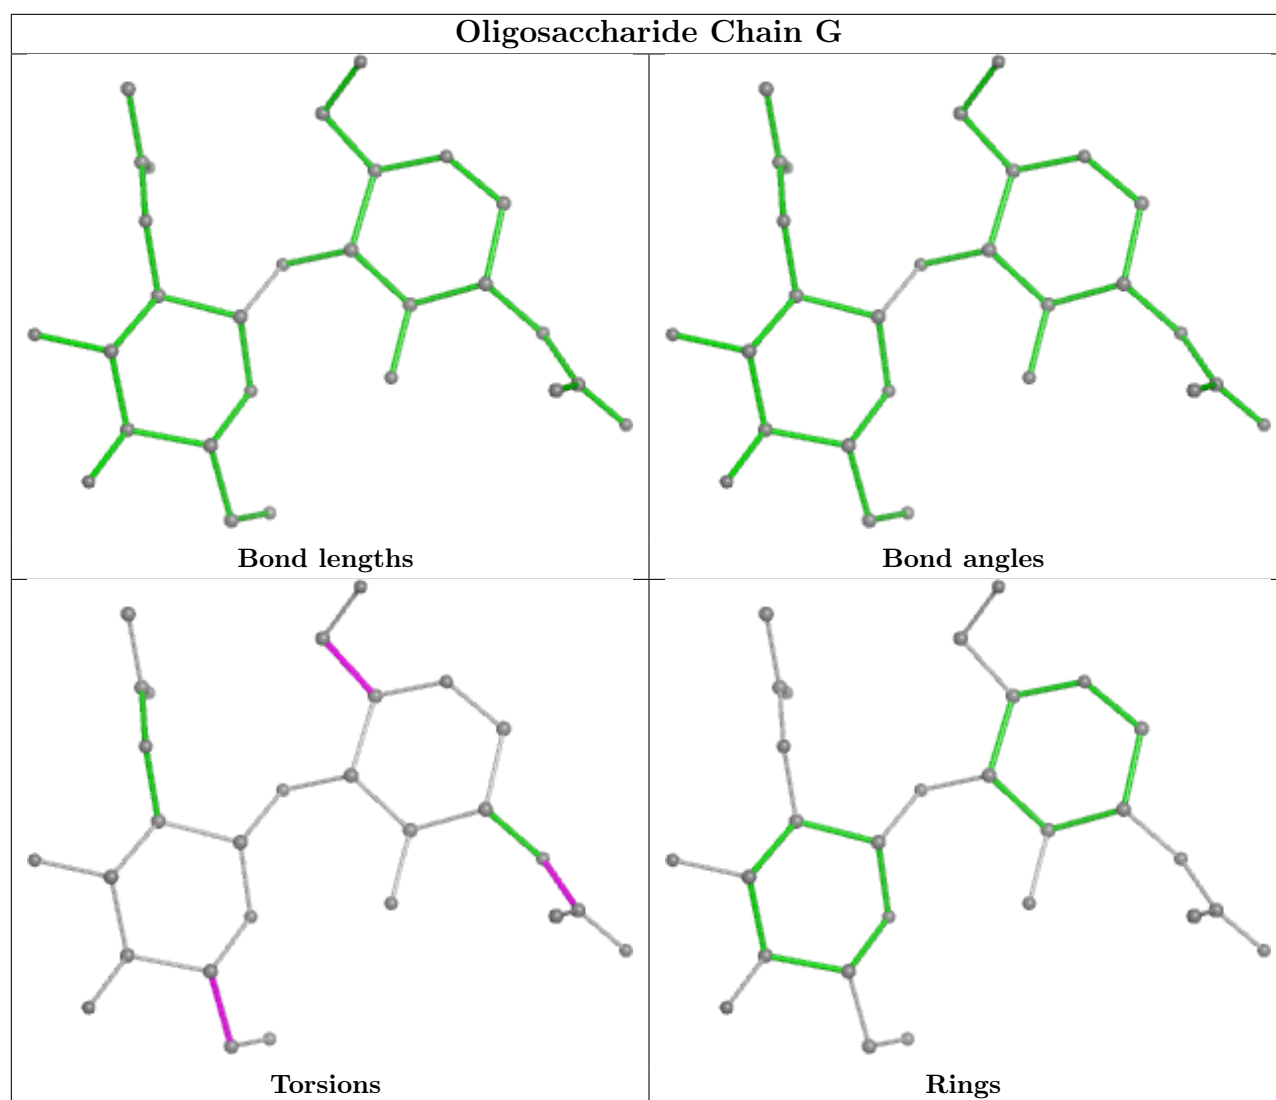 Oligosaccharide Chain G
Bond lengths
Bond angles
Torsions
Rings